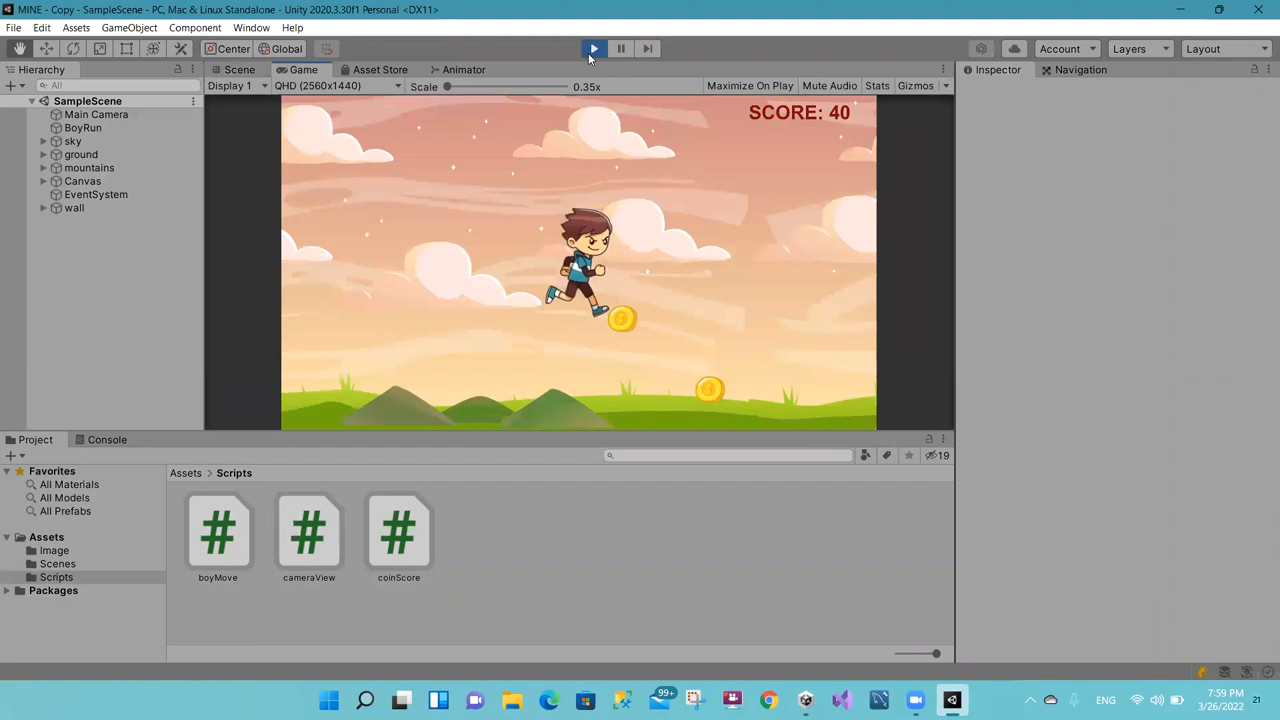 MINE - Copy - SampleScene - PC, Mac & Linux Standalone - Unity 2020.3.30f1 Personal <DX11>
File Edit Assets GameObject Component Window Help
Center Global Account Layers Layout
Hierarchy Scene Game Asset Store Animator Inspector Navigation
All Display 1 QHD (2560x1440) Scale 0.35x Maximize On Play Mute Audio Stats Gizmos
SampleScene
Main Camera
BoyRun
sky
ground
mountains
Canvas
EventSystem
wall
SCORE: 40
Project Console
19
Favorites
All Materials
All Models
All Prefabs
Assets
Image
Scenes
Scripts
Packages
Assets > Scripts
boyMove cameraView coinScore
99+
ENG
7:59 PM
3/26/2022
21